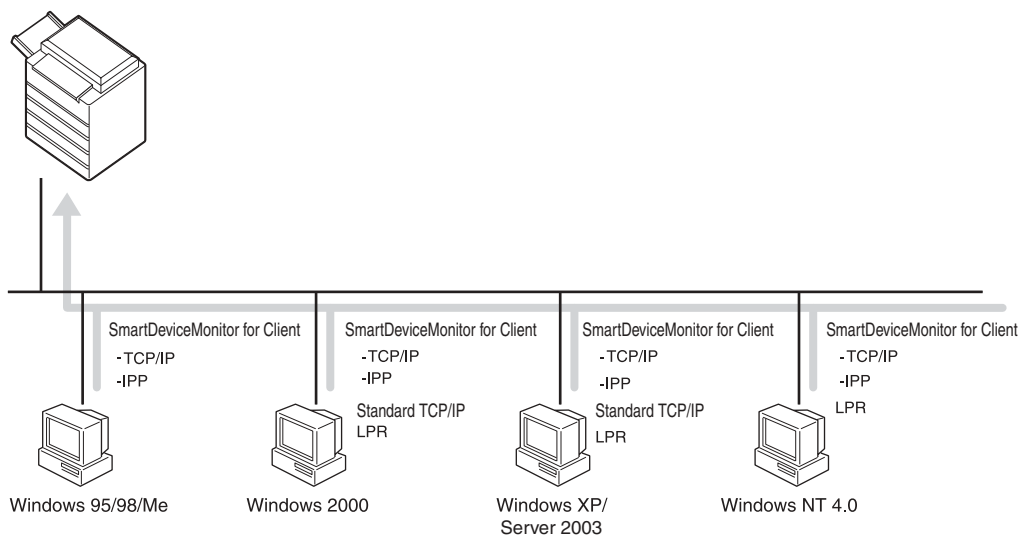 SmartDeviceMonitor for Client
-TCP/IP
-IPP
Windows 95/98/Me
SmartDeviceMonitor for Client
-TCP/IP
-IPP
Standard TCP/IP
LPR
Windows 2000
SmartDeviceMonitor for Client
-TCP/IP
-IPP
Standard TCP/IP
LPR
Windows XP/
Server 2003
SmartDeviceMonitor for Client
-TCP/IP
-IPP
LPR
Windows NT 4.0